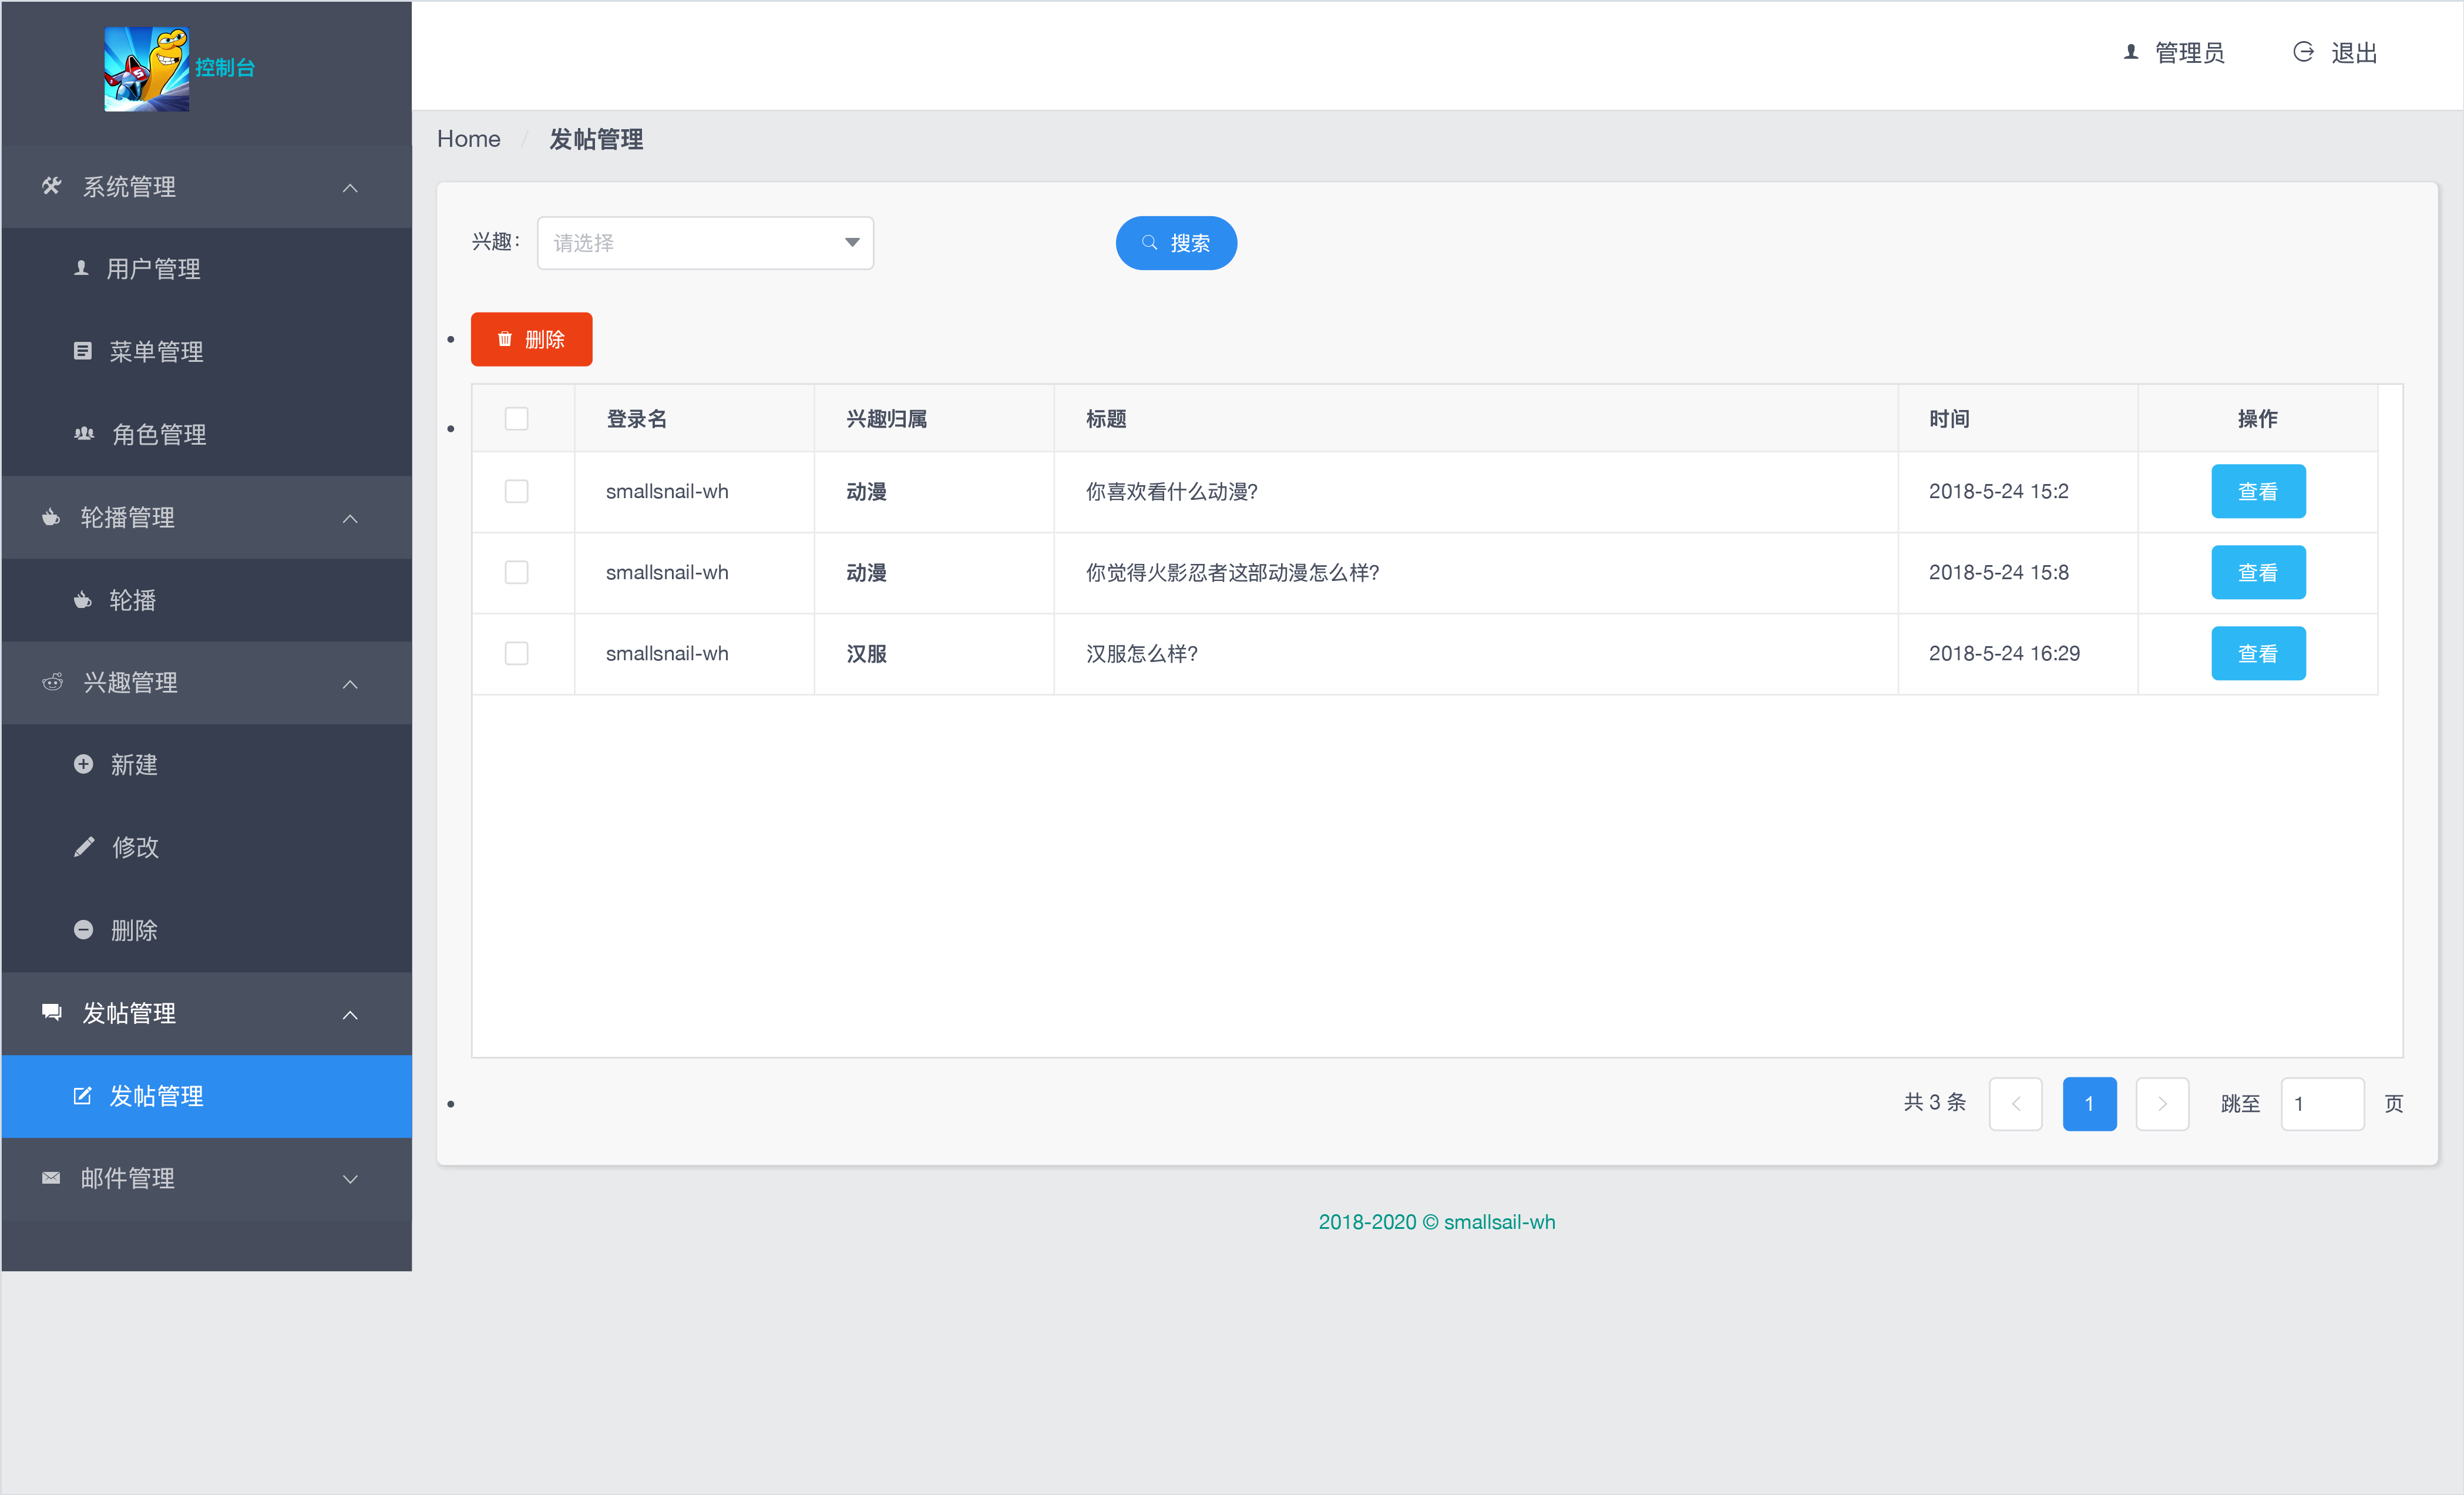 控制台
管理员 退出
Home / 发帖管理
系统管理
用户管理
菜单管理
角色管理
轮播管理
轮播
兴趣管理
新建
修改
删除
发帖管理
发帖管理
邮件管理
兴趣: 请选择 搜索
删除
登录名 兴趣归属 标题 时间 操作
smallsnail-wh 动漫 你喜欢看什么动漫? 2018-5-24 15:2 查看
smallsnail-wh 动漫 你觉得火影忍者这部动漫怎么样? 2018-5-24 15:8 查看
smallsnail-wh 汉服 汉服怎么样? 2018-5-24 16:29 查看
共 3 条 1 跳至 1 页
2018-2020 © smallsail-wh